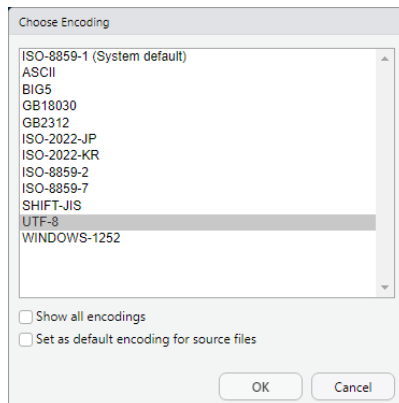 Choose Encoding
ISO-8859-1 (System default)
ASCII
BIG5
GB18030
GB2312
ISO-2022-JP
ISO-2022-KR
ISO-8859-2
ISO-8859-7
SHIFT-JIS
UTF-8
WINDOWS-1252
Show all encodings
Set as default encoding for source files
OK Cancel